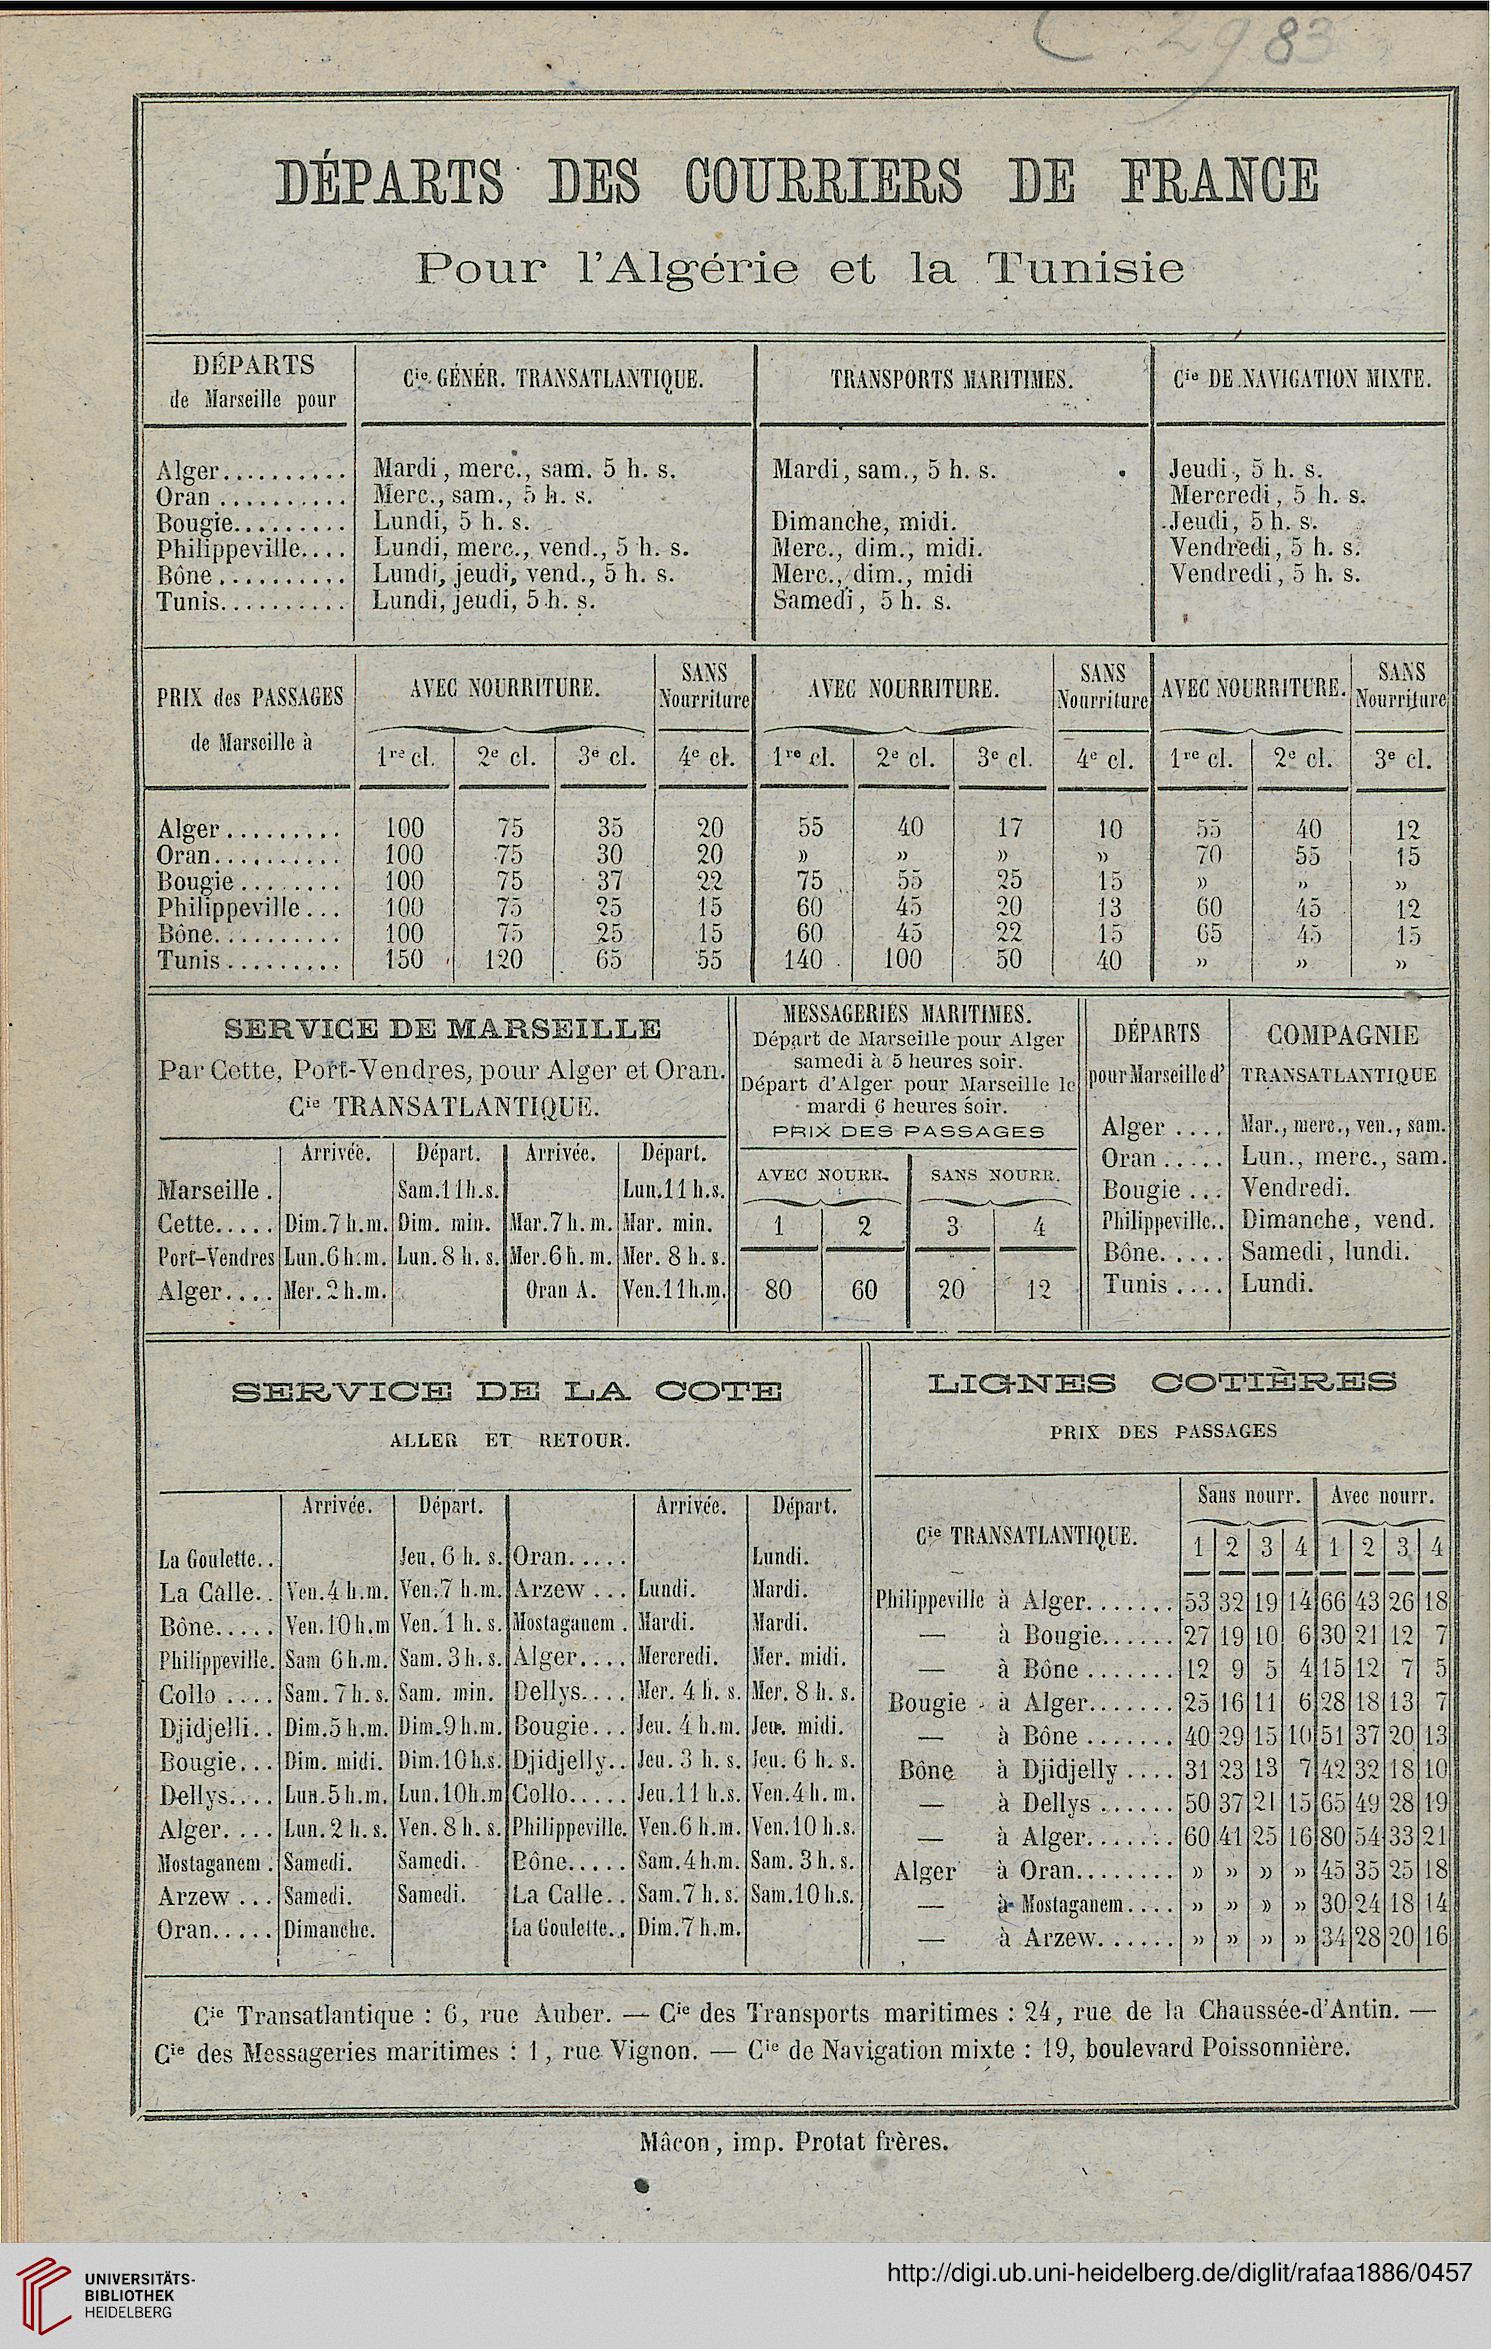 C 2983
DÉPARTS DES COURRIERS DE FRANCE
Pour l'Algérie et la Tunisie
DÉPARTS de Marseille pour | Cie. GÉNÉR. TRANSATLANTIQUE. | TRANSPORTS MARITIMES. | Cie DE NAVIGATION MIXTE.
Alger.......... | Mardi, merc., sam. 5 h. s. | Mardi, sam., 5 h. s. | Jeudi, 5 h. s.
Oran.......... | Merc., sam., 5 h. s. | | Mercredi, 5 h. s.
Bougie......... | Lundi, 5 h. s. | Dimanche, midi. | Jeudi, 5 h. s.
Philippeville.... | Lundi, merc., vend., 5 h. s. | Merc., dim., midi. | Vendredi, 5 h. s.
Bône.......... | Lundi, jeudi, vend., 5 h. s. | Merc., dim., midi | Vendredi, 5 h. s.
Tunis.......... | Lundi, jeudi, 5 h. s. | Samedi, 5 h. s.
PRIX des PASSAGES de Marseille à | AVEC NOURRITURE. | SANS Nourriture | AVEC NOURRITURE. | SANS Nourriture | AVEC NOURRITURE. | SANS Nourriture
1re cl. | 2e cl. | 3e cl. | 4e cl. | 1re cl. | 2e cl. | 3e cl. | 4e cl. | 1re cl. | 2e cl. | 3e cl.
Alger......... | 100 | 75 | 35 | 20 | 55 | 40 | 17 | 10 | 55 | 40 | 12
Oran.......... | 100 | 75 | 30 | 20 | » | » | » | » | 70 | 55 | 15
Bougie........ | 100 | 75 | 37 | 22 | 75 | 55 | 25 | 15 | » | » | »
Philippeville... | 100 | 75 | 25 | 15 | 60 | 45 | 20 | 13 | 60 | 45 | 12
Bône.......... | 100 | 75 | 25 | 15 | 60 | 45 | 22 | 15 | 65 | 45 | 15
Tunis......... | 150 | 120 | 65 | 55 | 140 | 100 | 50 | 40 | » | » | »
SERVICE DE MARSEILLE
Par Cette, Port-Vendres, pour Alger et Oran.
Cie TRANSATLANTIQUE.
Arrivée. | Départ. | Arrivée. | Départ.
Marseille. | | Sam. 11 h. s. | | Lun. 11 h. s.
Cette..... | Dim. 7 h. m. | Dim. min. | Mar. 7 h. m. | Mar. min.
Port-Vendres | Lun. 6 h. m. | Lun. 8 h. s. | Mer. 6 h. m. | Mer. 8 h. s.
Alger.... | Mer. 2 h. m. | | Oran A. | Ven. 11 h. m.
MESSAGERIES MARITIMES.
Départ de Marseille pour Alger
samedi à 5 heures soir.
Départ d'Alger pour Marseille le
mardi 6 heures soir.
PRIX DES PASSAGES
AVEC NOURR. | SANS NOURR.
1 | 2 | 3 | 4
80 | 60 | 20 | 12
DÉPARTS pour Marseille d' | COMPAGNIE TRANSATLANTIQUE
Alger.... | Mar., merc., ven., sam.
Oran..... | Lun., merc., sam.
Bougie... | Vendredi.
Philippeville.. | Dimanche, vend.
Bône..... | Samedi, lundi.
Tunis.... | Lundi.
SERVICE DE LA COTE
ALLER ET RETOUR.
Arrivée. | Départ. | | Arrivée. | Départ.
La Goulette.. | | Jeu. 6 h. s. | Oran..... | | Lundi.
La Calle.. | Ven. 4 h. m. | Ven. 7 h. m. | Arzew... | Lundi. | Mardi.
Bône..... | Ven. 10 h. m | Ven. 1 h. s. | Mostaganem. | Mardi. | Mardi.
Philippeville. | Sam 6 h. m. | Sam. 3 h. s. | Alger.... | Mercredi. | Mer. midi.
Collo.... | Sam. 7 h. s. | Sam. min. | Dellys.... | Mer. 4 h. s. | Mer. 8 h. s.
Djidjelli.. | Dim. 5 h. m. | Dim. 9 h. m. | Bougie... | Jeu. 4 h. m. | Jeu. midi.
Bougie... | Dim. midi. | Dim. 10 h. s. | Djidjelly.. | Jeu. 3 h. s. | Jeu. 6 h. s.
Dellys.... | Lun. 5 h. m. | Lun. 10 h. m | Collo..... | Jeu. 11 h. s. | Ven. 4 h. m.
Alger.... | Lun. 2 h. s. | Ven. 8 h. s. | Philippeville. | Ven. 6 h. m. | Ven. 10 h. s.
Mostaganem. | Samedi. | Samedi. | Bône..... | Sam. 4 h. m. | Sam. 3 h. s.
Arzew... | Samedi. | Samedi. | La Calle.. | Sam. 7 h. s. | Sam. 10 h. s.
Oran..... | Dimanche. | | La Goulette.. | Dim. 7 h. m.
LIGNES COTIÈRES
PRIX DES PASSAGES
Cie TRANSATLANTIQUE. | Sans nourr. | Avec nourr.
1 | 2 | 3 | 4 | 1 | 2 | 3 | 4
Philippeville à Alger....... | 53 | 32 | 19 | 14 | 66 | 43 | 26 | 18
— à Bougie...... | 27 | 19 | 10 | 6 | 30 | 21 | 12 | 7
— à Bône....... | 12 | 9 | 5 | 4 | 15 | 12 | 7 | 5
Bougie à Alger....... | 25 | 16 | 11 | 6 | 28 | 18 | 13 | 7
— à Bône....... | 40 | 29 | 15 | 10 | 51 | 37 | 20 | 13
Bône à Djidjelly.... | 31 | 23 | 13 | 7 | 42 | 32 | 18 | 10
— à Dellys...... | 50 | 37 | 21 | 15 | 65 | 49 | 28 | 19
— à Alger....... | 60 | 41 | 25 | 16 | 80 | 54 | 33 | 21
Alger à Oran........ | » | » | » | » | 45 | 35 | 25 | 18
— à Mostaganem.... | » | » | » | » | 30 | 24 | 18 | 14
— à Arzew...... | » | » | » | » | 34 | 28 | 20 | 16
Cie Transatlantique : 6, rue Auber. — Cie des Transports maritimes : 24, rue de la Chaussée-d'Antin. —
Cie des Messageries maritimes : 1, rue Vignon. — Cie de Navigation mixte : 19, boulevard Poissonnière.
Mâcon, imp. Protat frères.
UNIVERSITÄTS-
BIBLIOTHEK
HEIDELBERG
http://digi.ub.uni-heidelberg.de/diglit/rafaa1886/0457